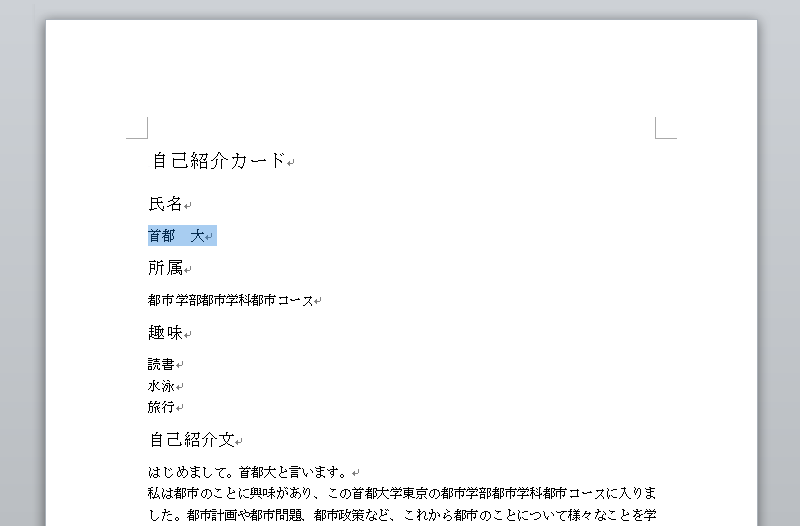 自己紹介カード
氏名
首都　大
所属
都市学部都市学科都市コース
趣味
読書
水泳
旅行
自己紹介文
はじめまして。首都大と言います。
私は都市のことに興味があり、この首都大学東京の都市学部都市学科都市コースに入りま
した。都市計画や都市問題、都市政策など、これから都市のことについて様々なことを学